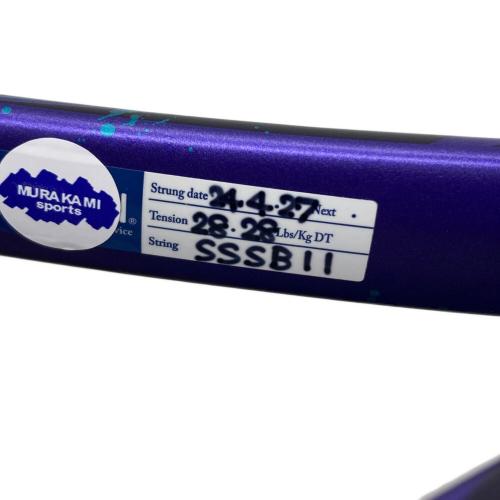 MURAKAMI
sports
®
Strung date 24.4.27 Next .
Tension 28.28 Lbs/Kg DT
String SSSB11